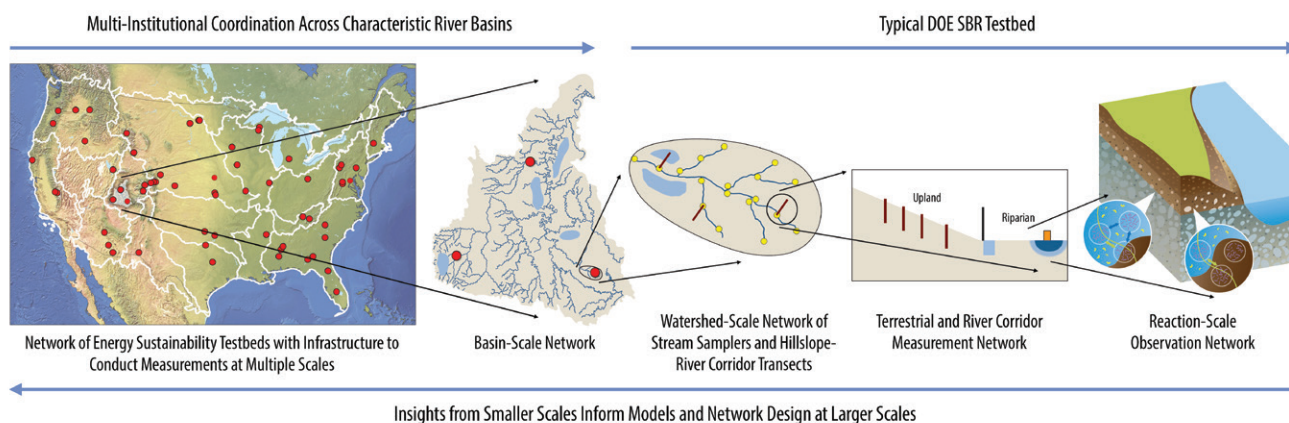 Multi-Institutional Coordination Across Characteristic River Basins
Typical DOE SBR Testbed
Upland
Riparian
Network of Energy Sustainability Testbeds with Infrastructure to
Conduct Measurements at Multiple Scales
Basin-Scale Network
Watershed-Scale Network of
Stream Samplers and Hillslope-
River Corridor Transects
Terrestrial and River Corridor
Measurement Network
Reaction-Scale
Observation Network
Insights from Smaller Scales Inform Models and Network Design at Larger Scales